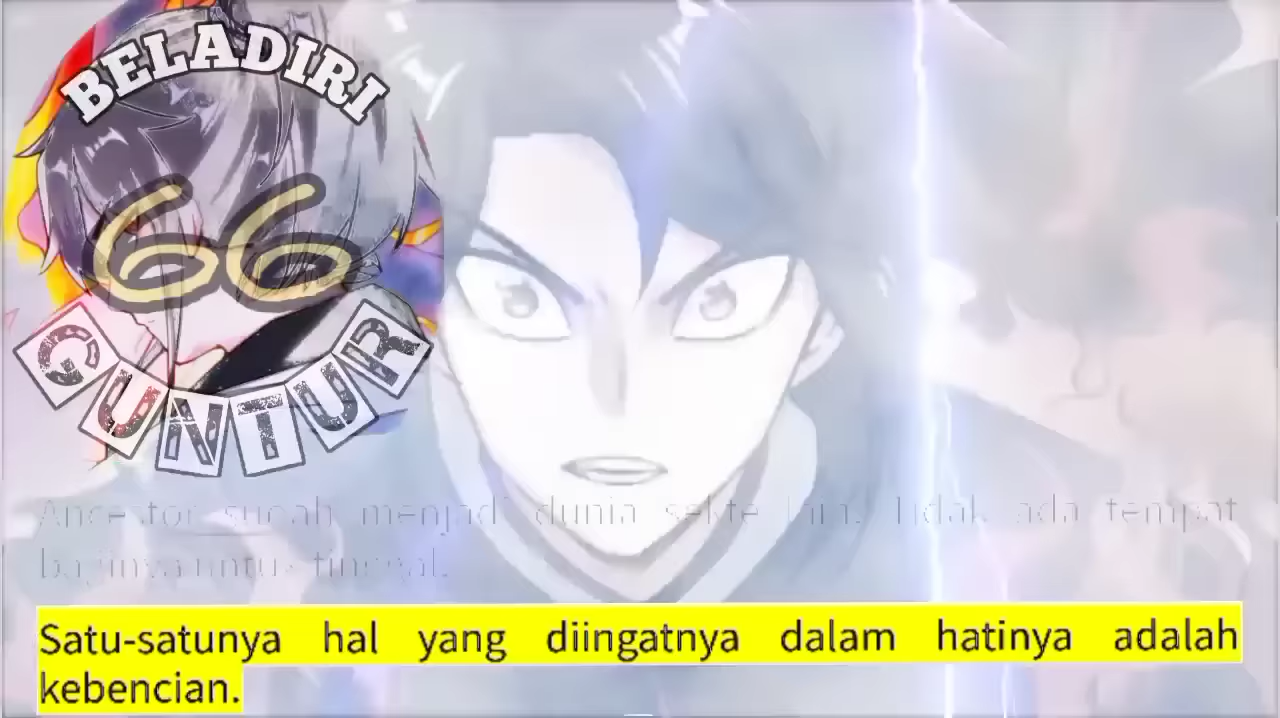 BELADIRI
66
GUNTUR
Ancestor sudah menjadi dunia sekte lain. Tidak ada tempat
baginya untuk tinggal.
Satu-satunya hal yang diingatnya dalam hatinya adalah
kebencian.